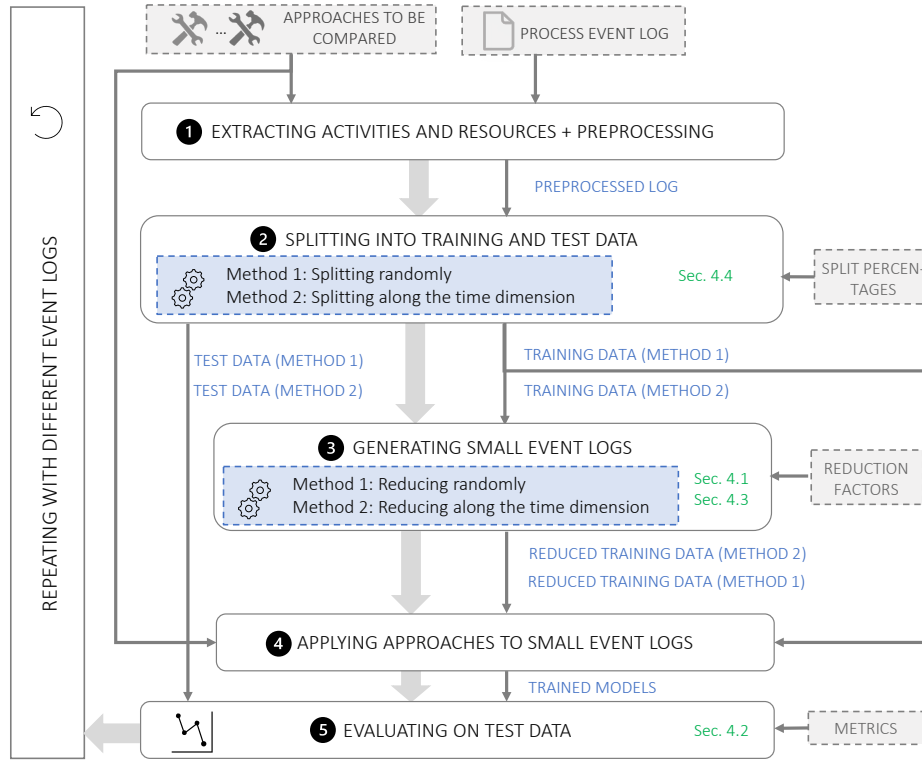 APPROACHES TO BE
COMPARED
...
PROCESS EVENT LOG
REPEATING WITH DIFFERENT EVENT LOGS
1 EXTRACTING ACTIVITIES AND RESOURCES + PREPROCESSING
PREPROCESSED LOG
2 SPLITTING INTO TRAINING AND TEST DATA
Method 1: Splitting randomly
Method 2: Splitting along the time dimension
Sec. 4.4
SPLIT PERCEN-
TAGES
TEST DATA (METHOD 1)
TEST DATA (METHOD 2)
TRAINING DATA (METHOD 1)
TRAINING DATA (METHOD 2)
3 GENERATING SMALL EVENT LOGS
Method 1: Reducing randomly
Method 2: Reducing along the time dimension
Sec. 4.1
Sec. 4.3
REDUCTION
FACTORS
REDUCED TRAINING DATA (METHOD 2)
REDUCED TRAINING DATA (METHOD 1)
4 APPLYING APPROACHES TO SMALL EVENT LOGS
TRAINED MODELS
5 EVALUATING ON TEST DATA
Sec. 4.2
METRICS